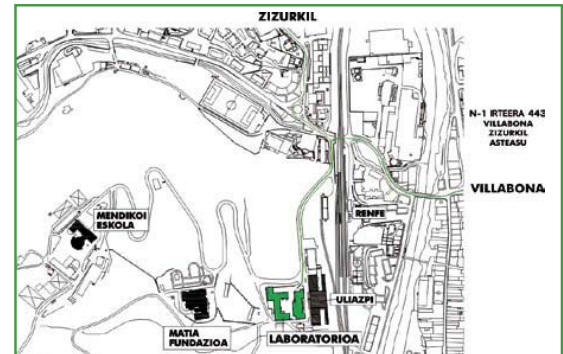 ZIZURKIL
N-1 IRTEERA 443
VILLABONA
ZIZURKIL
ASTEASU
VILLABONA
MENDIKOI
ESKOLA
RENFE
ULIAZPI
MATIA
FUNDAZIOA
LABORATORIOA